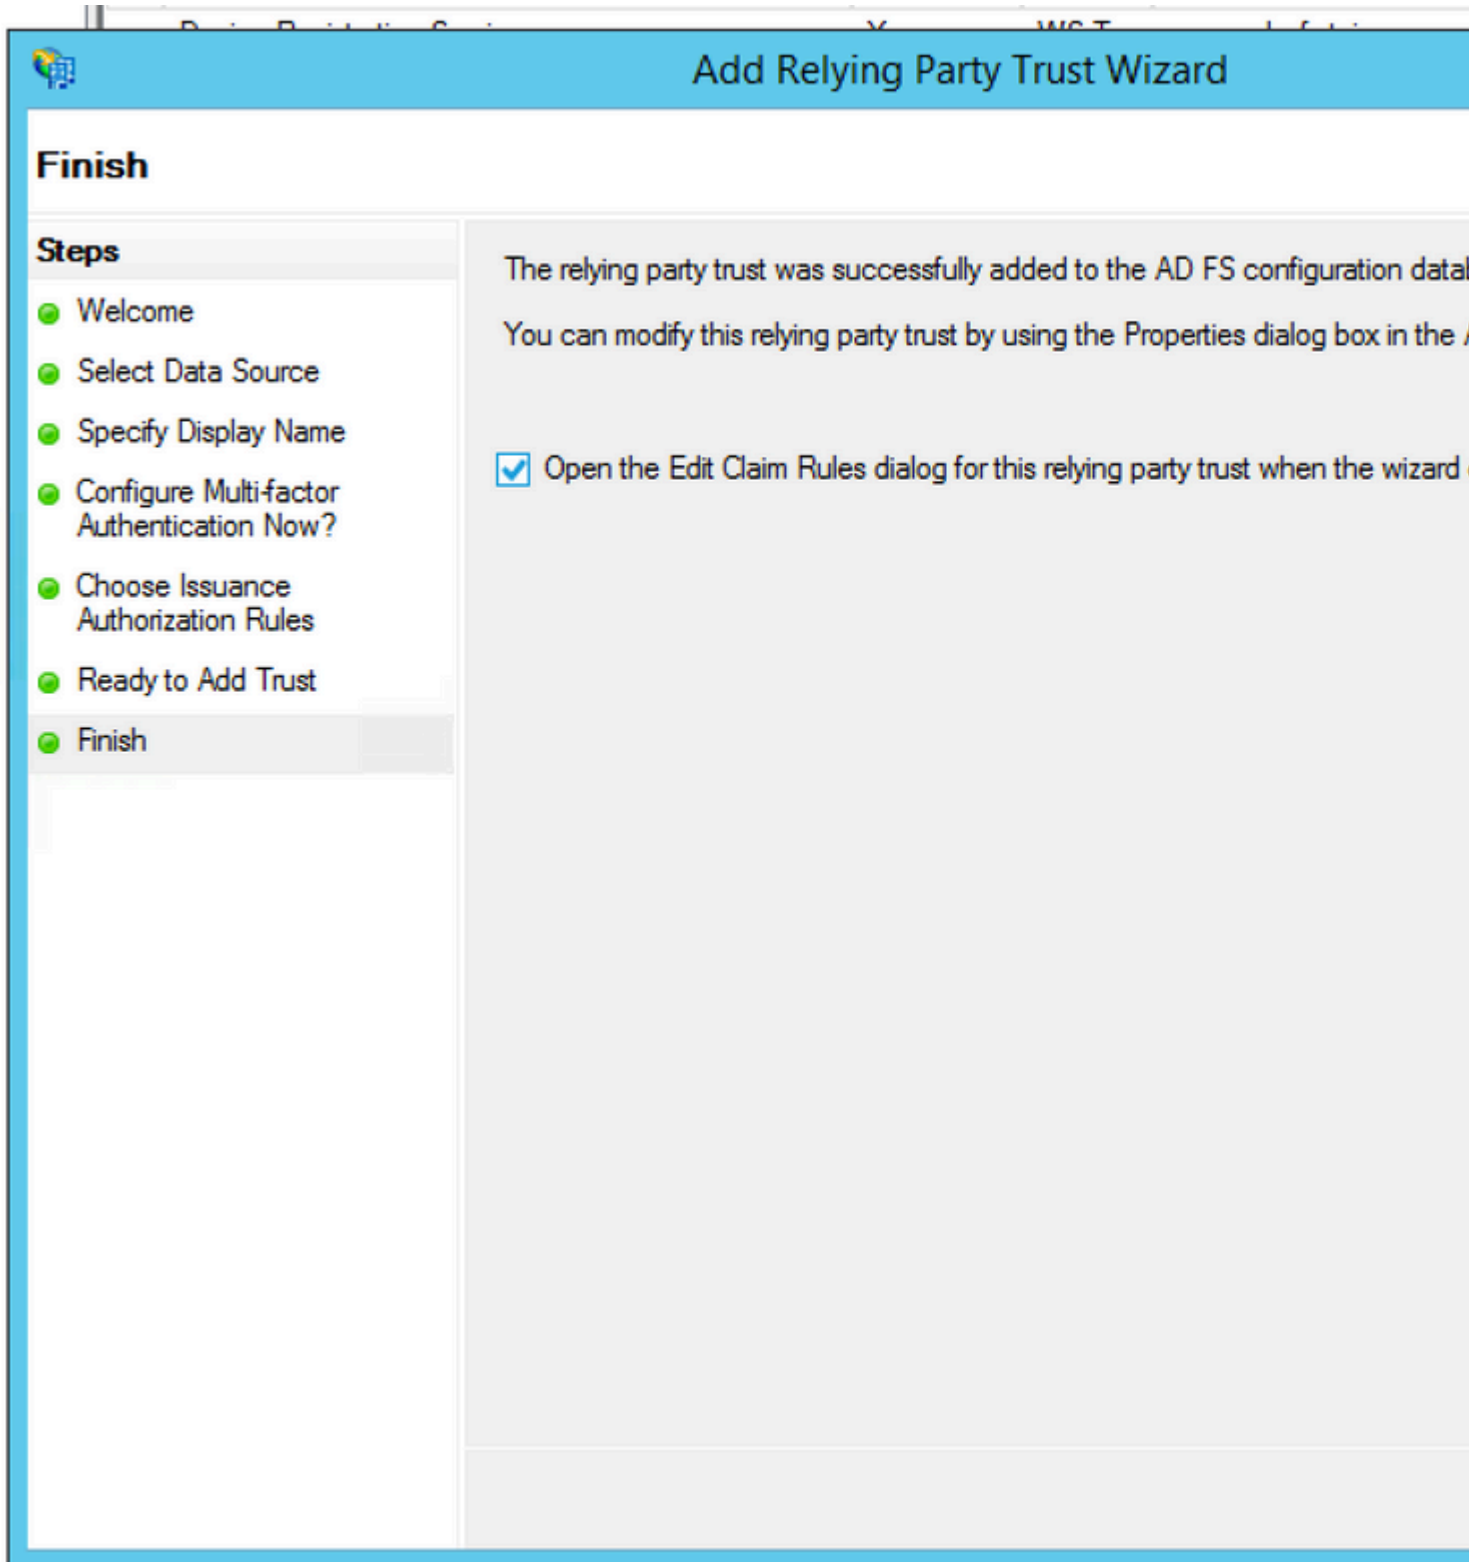 Add Relying Party Trust Wizard
Finish
Steps
Welcome
Select Data Source
Specify Display Name
Configure Multi-factor
Authentication Now?
Choose Issuance
Authorization Rules
Ready to Add Trust
Finish
The relying party trust was successfully added to the AD FS configuration
You can modify this relying party trust by using the Properties dialog box in the
Open the Edit Claim Rules dialog for this relying party trust when the wizard